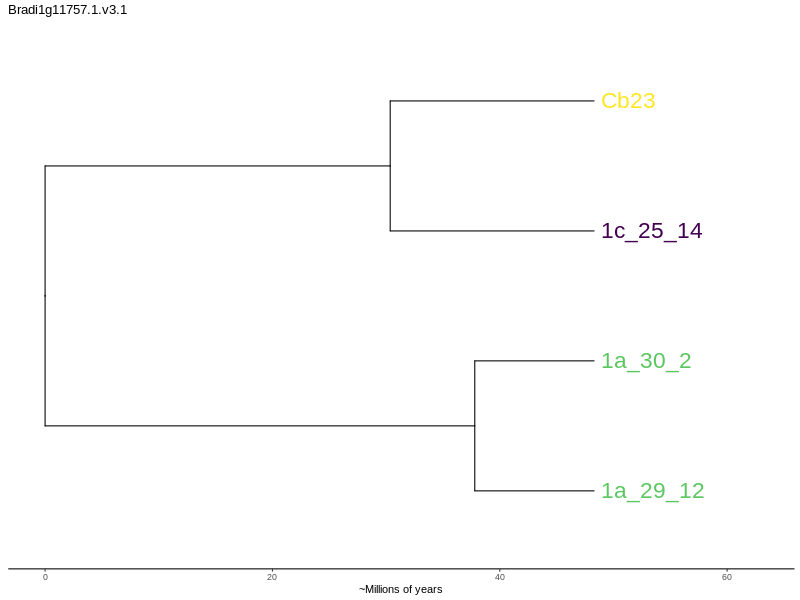 Bradi1g11757.1.v3.1
Cb23
1c_25_14
1a_30_2
1a_29_12
0 20 40 60
~Millions of years